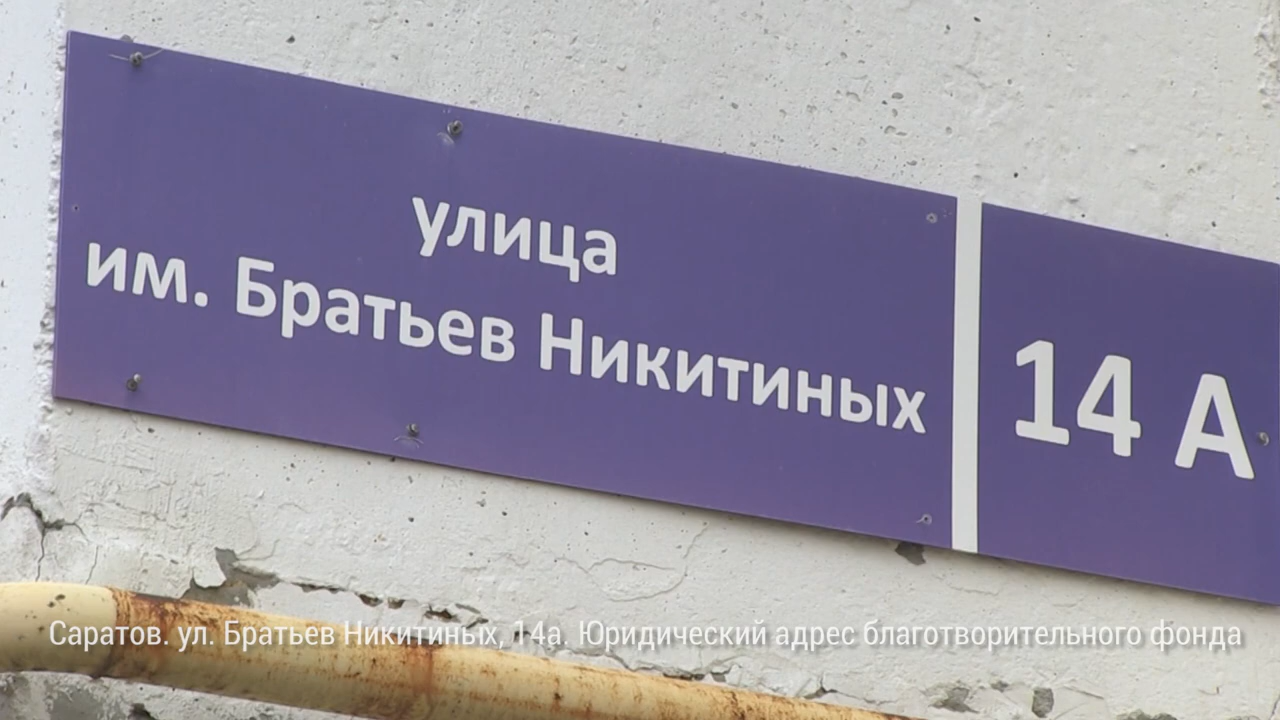 улица
им. Братьев Никитиных
14 А
Саратов. ул. Братьев Никитиных, 14а. Юридический адрес благотворительного фонда